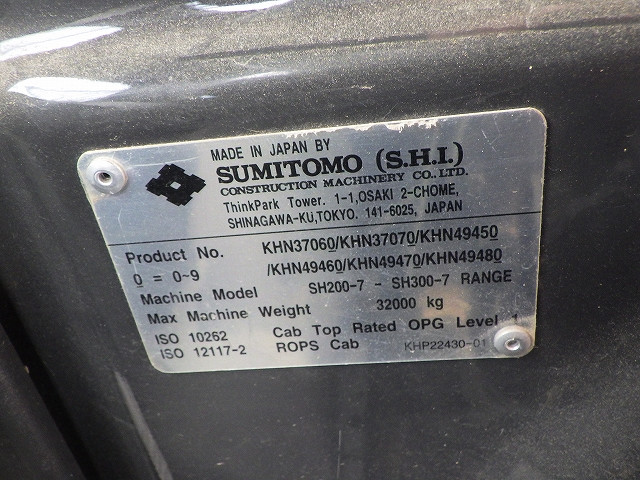 MADE IN JAPAN BY
SUMITOMO (S.H.I.)
CONSTRUCTION MACHINERY CO., LTD.
ThinkPark Tower. 1-1,OSAKI 2-CHOME,
SHINAGAWA-KU,TOKYO. 141-6025, JAPAN
Product No. KHN37060/KHN37070/KHN49450
0 = 0~9 /KHN49460/KHN49470/KHN49480
Machine Model SH200-7 - SH300-7 RANGE
Max Machine Weight 32000 kg
ISO 10262 Cab Top Rated OPG Level 1
ISO 12117-2 ROPS Cab KHP22430-01